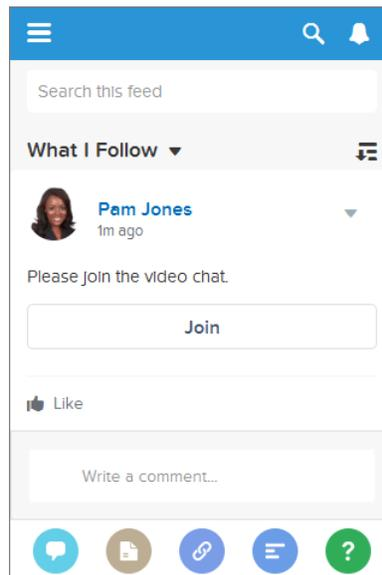 Search this feed
What I Follow
Pam Jones
1m ago
Please join the video chat.
Join
Like
Write a comment...
?